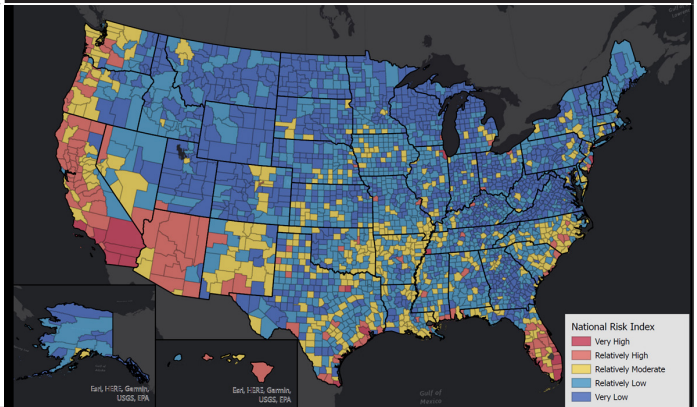 National Risk Index
Very High
Relatively High
Relatively Moderate
Relatively Low
Very Low
Esri, HERE, Garmin,
USGS, EPA
Esri, HERE, Garmin,
USGS, EPA
Gulf of
Mexico